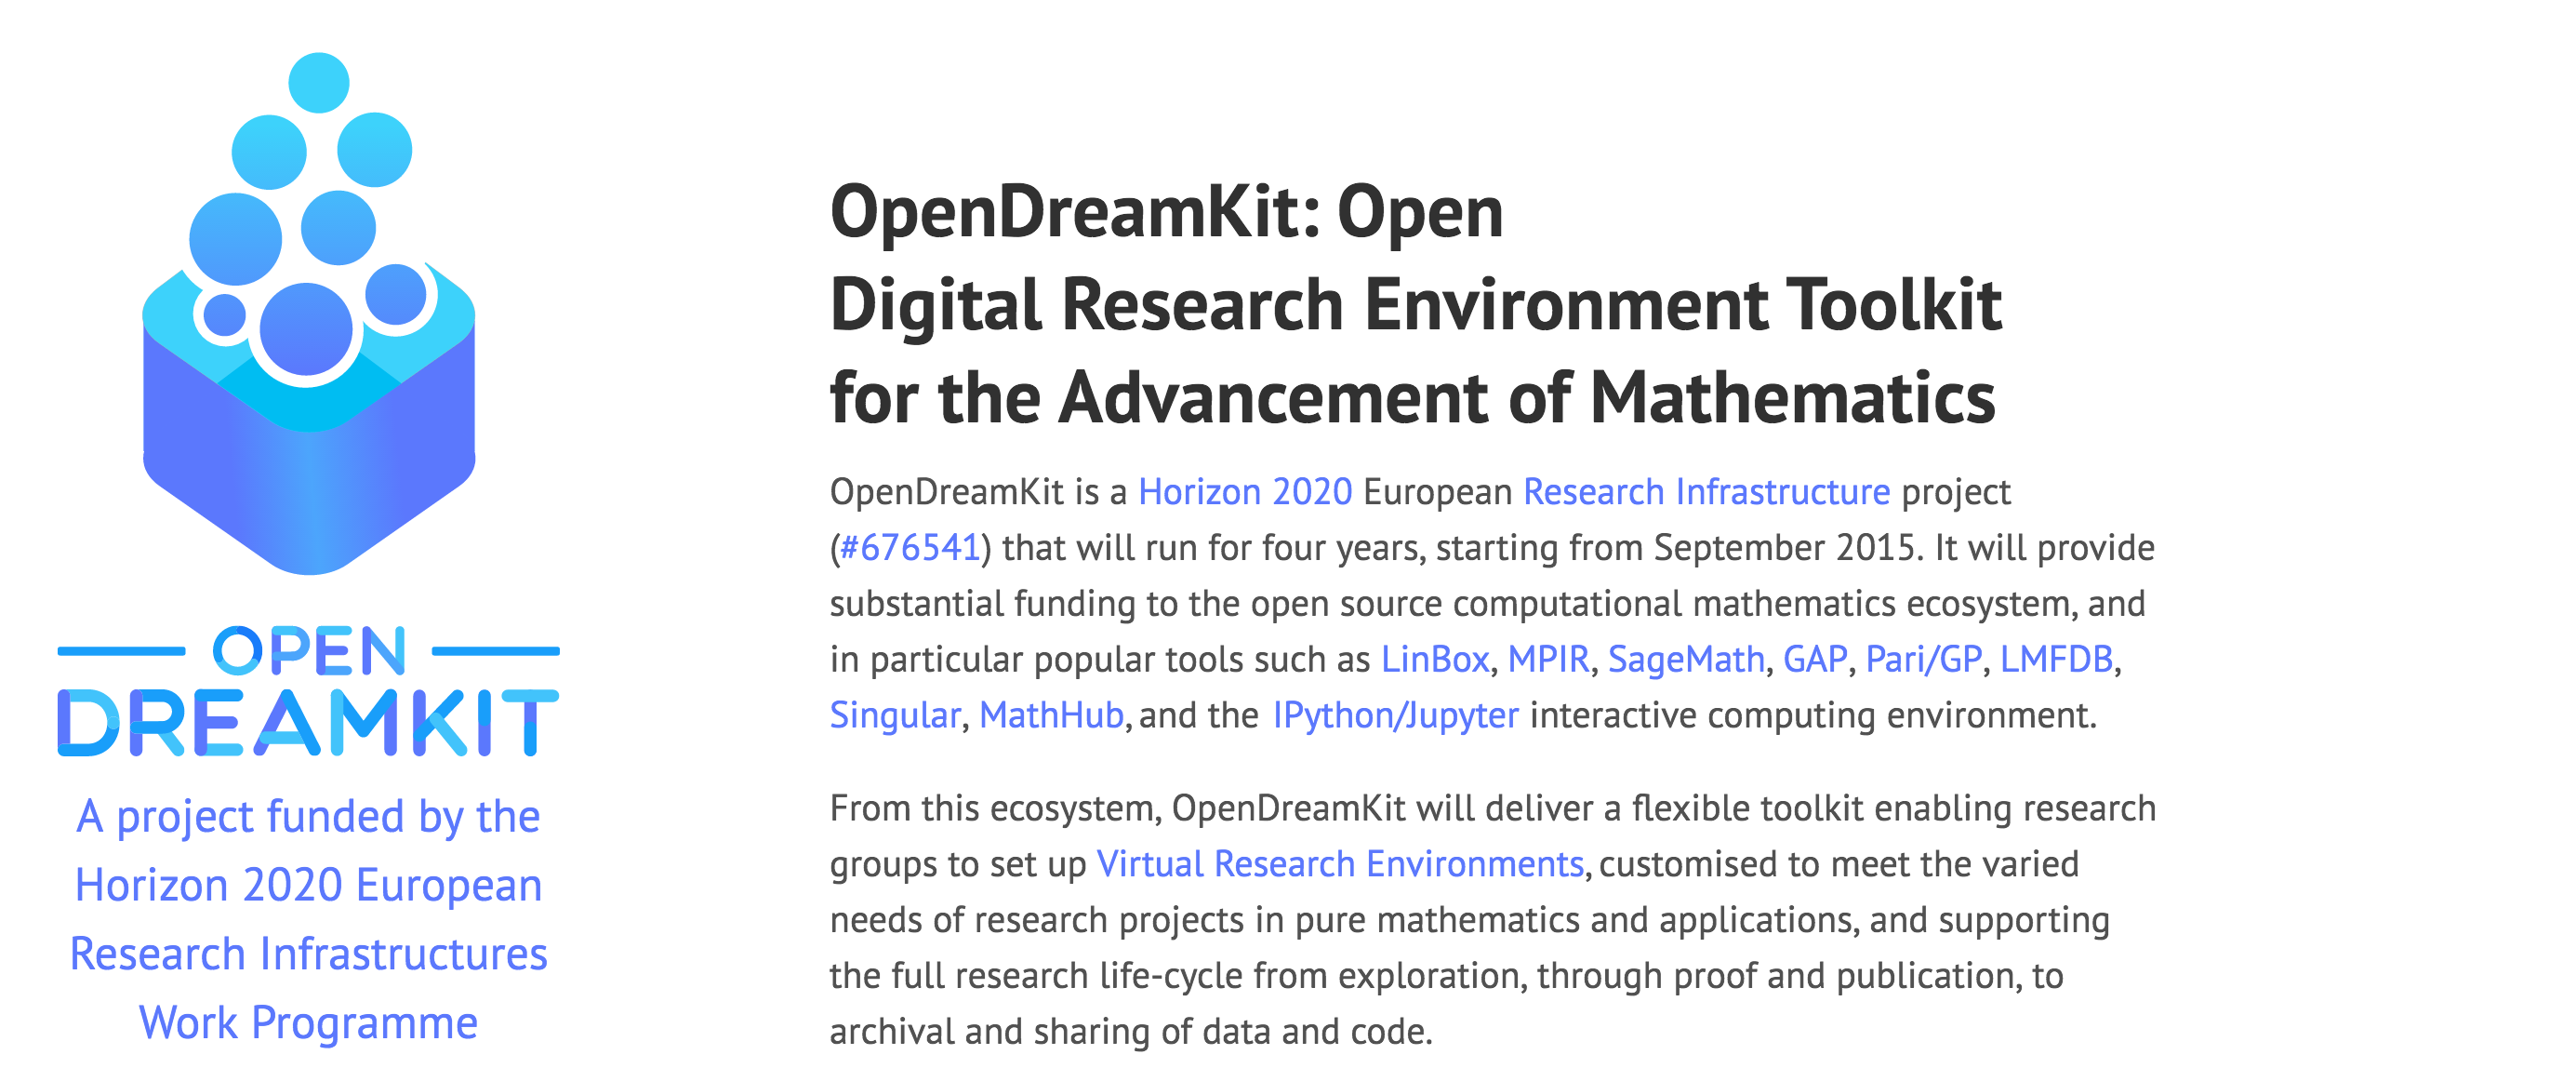 OPEN
DREAMKIT
A project funded by the
Horizon 2020 European
Research Infrastructures
Work Programme
OpenDreamKit: Open
Digital Research Environment Toolkit
for the Advancement of Mathematics
OpenDreamKit is a Horizon 2020 European Research Infrastructure project
(#676541) that will run for four years, starting from September 2015. It will provide
substantial funding to the open source computational mathematics ecosystem, and
in particular popular tools such as LinBox, MPIR, SageMath, GAP, Pari/GP, LMFDB,
Singular, MathHub, and the IPython/Jupyter interactive computing environment.
From this ecosystem, OpenDreamKit will deliver a flexible toolkit enabling research
groups to set up Virtual Research Environments, customised to meet the varied
needs of research projects in pure mathematics and applications, and supporting
the full research life-cycle from exploration, through proof and publication, to
archival and sharing of data and code.